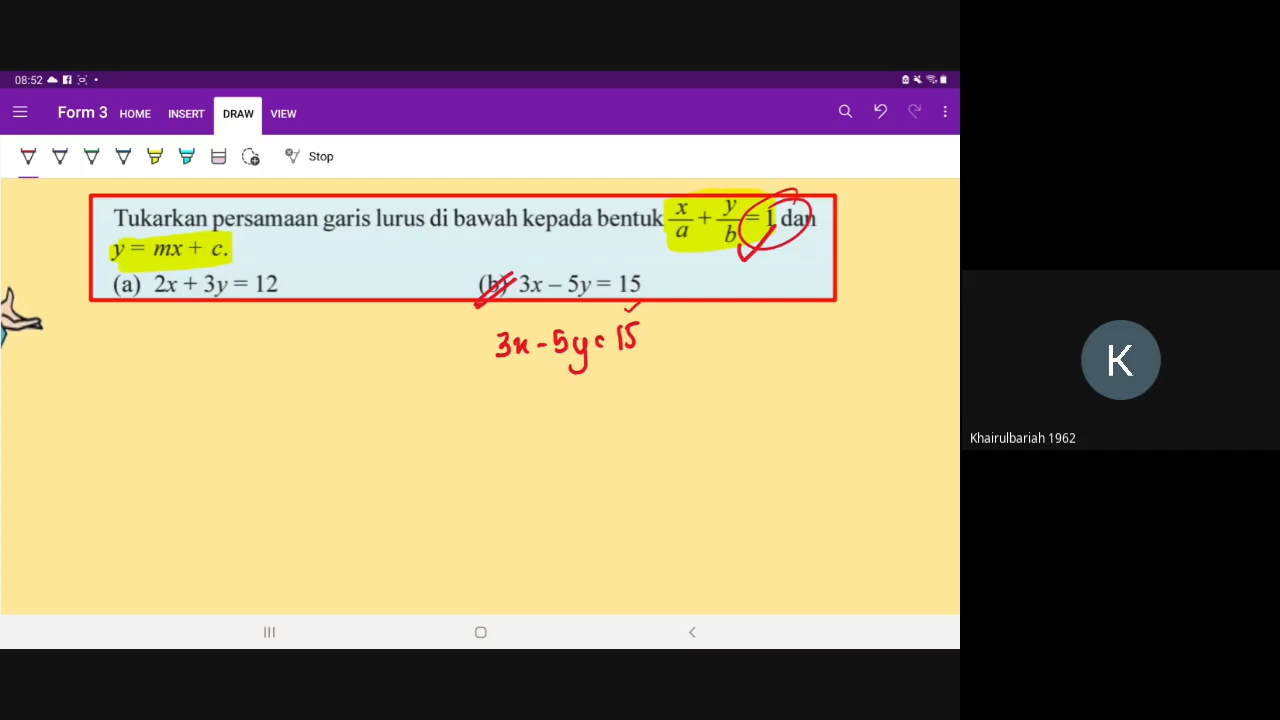 08:52
Form 3 HOME INSERT DRAW VIEW
Stop
Tukarkan persamaan garis lurus di bawah kepada bentuk x/a + y/b = 1 dan
y = mx + c.
(a) 2x + 3y = 12 (b) 3x – 5y = 15
3x - 5y = 15
K
Khairulbariah 1962